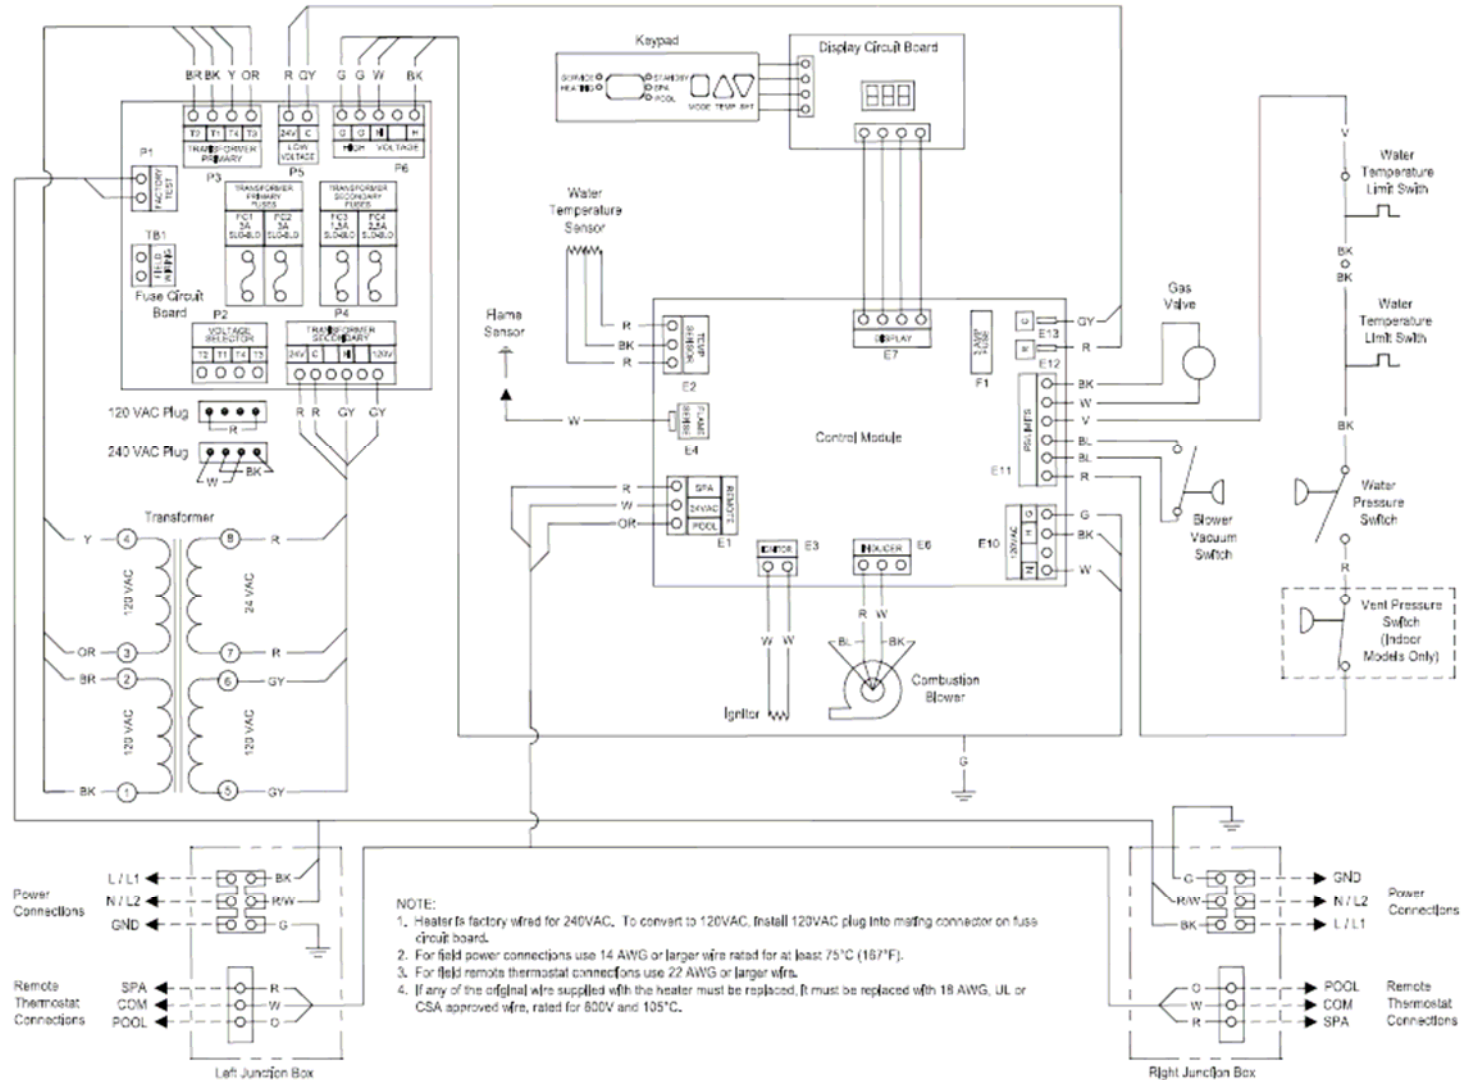 BR BK Y OR
R GY
G G W BK
T2 T1 T4 T3
TRANSFORMER
PRIMARY
P3
24V C
LOW
VOLTAGE
P5
G G N H
HIGH VOLTAGE
P6
P1
FACTORY
TEST
TB1
FIELD
WIRING
Fuse Circuit
Board
TRANSFORMER
PRIMARY
FUSES
FC1
3A
SLO-BLO
FC2
3A
SLO-BLO
TRANSFORMER
SECONDARY
FUSES
FC3
1.5A
SLO-BLO
FC4
2.5A
SLO-BLO
P2
VOLTAGE
SELECTOR
T2 T1 T4 T3
P4
TRANSFORMER
SECONDARY
24V C N 120V
R R GY GY
120 VAC Plug
R
240 VAC Plug
W BK
Transformer
Y 4
8 R
120 VAC
24 VAC
OR 3
7 R
BR 2
6 GY
120 VAC
120 VAC
BK 1
5 GY
Keypad
SERVICE
HEATING
STANDBY
SPA
POOL
MODE TEMP SET
Display Circuit Board
888
Water
Temperature
Sensor
R
BK
R
TEMP
SENSOR
E2
Flame
Sensor
W
FLAME
SENSE
E4
R
W
OR
SPA
24VAC
POOL
REMOTE
E1
DISPLAY
E7
Control Module
F1
GY
E13
R
R
E12
BK
W
V
BL
BL
R
E11
G
BK
W
G
H
N
120VAC
E10
IGNITOR
E3
INDUCER
E6
W W
Ignitor
R W
BL BK
Combustion
Blower
G
Gas
Valve
Blower
Vacuum
Switch
V
Water
Temperature
Limit Swith
BK
BK
Water
Temperature
Limit Swith
BK
Water
Pressure
Switch
R
Vent Pressure
Switch
(Indoor
Models Only)
Power
Connections
L / L1
N / L2
GND
BK
R/W
G
Remote
Thermostat
Connections
SPA
COM
POOL
R
W
O
Left Junction Box
NOTE:
1. Heater is factory wired for 240VAC. To convert to 120VAC, install 120VAC plug into mating connector on fuse
circuit board.
2. For field power connections use 14 AWG or larger wire rated for at least 75°C (167°F).
3. For field remote thermostat connections use 22 AWG or larger wire.
4. If any of the original wire supplied with the heater must be replaced, it must be replaced with 18 AWG, UL or
CSA approved wire, rated for 600V and 105°C.
G
R/W
BK
GND
N / L2
L / L1
Power
Connections
O
W
R
POOL
COM
SPA
Remote
Thermostat
Connections
Right Junction Box